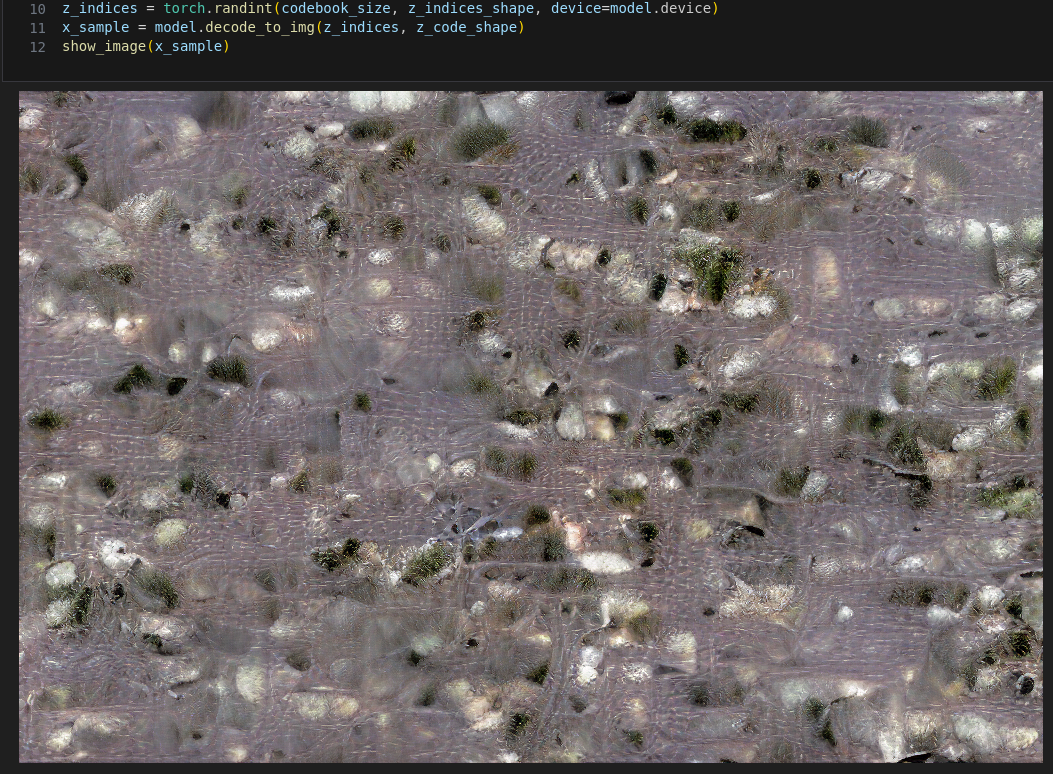 10 z_indices = torch.randint(codebook_size, z_indices_shape, device=model.device)
11 x_sample = model.decode_to_img(z_indices, z_code_shape)
12 show_image(x_sample)